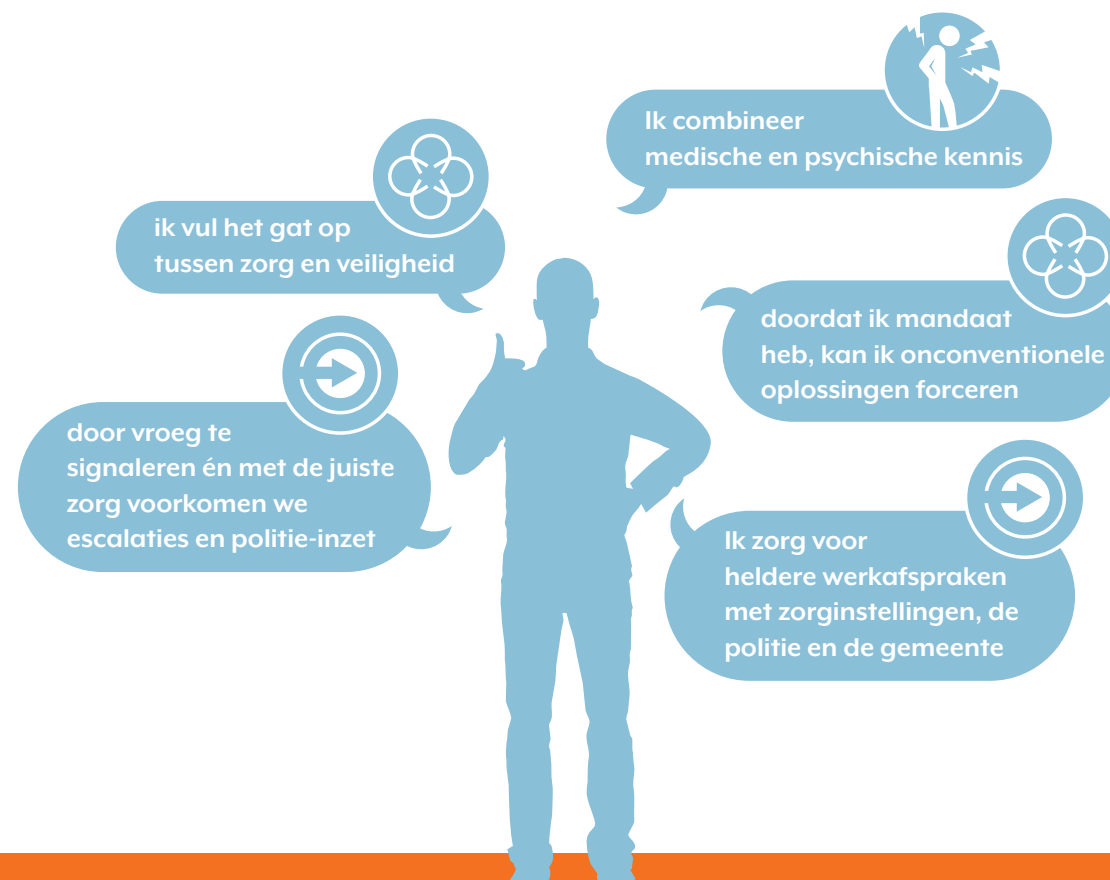 Ik combineer
medische en psychische kennis
ik vul het gat op
tussen zorg en veiligheid
doordat ik mandaat
heb, kan ik onconventionele
oplossingen forceren
door vroeg te
signaleren én met de juiste
zorg voorkomen we
escalaties en politie-inzet
Ik zorg voor
heldere werkafspraken
met zorginstellingen, de
politie en de gemeente